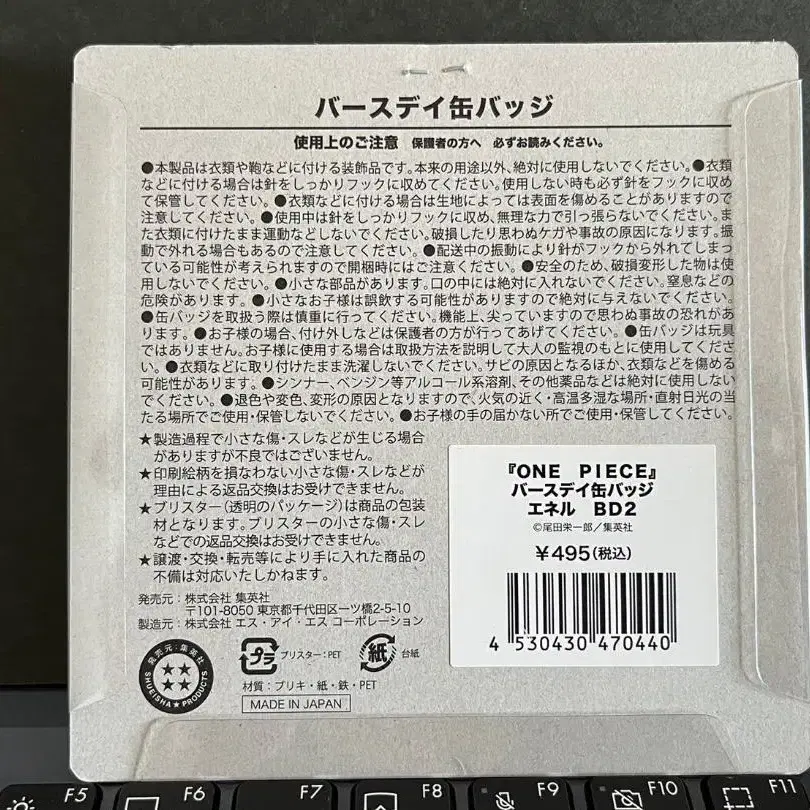 バースデイ缶バッジ
使用上のご注意 保護者の方へ 必ずお読みください。
●本製品は衣類や鞄などに付ける装飾品です。本来の用途以外、絶対に使用しないでください。●衣類
などに付ける場合は針をしっかりフックに収めてください。使用しない時も必ず針をフックに収め
て保管してください。●衣類などに付ける場合は生地によっては表面を傷めることがありますので
注意してください。●使用中は針をしっかりフックに収め、無理な力で引っ張らないでください。ま
た衣類に付けたまま運動などしないでください。破損したり思わぬケガや事故の原因になります。振
動で外れる場合もあるので注意してください。●配送中の振動により針がフックから外れてしまっ
ている可能性が考えられますので開梱時にはご注意ください。●安全のため、破損変形した物は使
用しないでください。●小さな部品があります。口の中には絶対に入れないでください。窒息などの
危険があります。●小さなお子様は誤飲する可能性がありますので絶対に与えないでください。
●缶バッジを取扱う際は慎重に行ってください。機能上、尖っていますので思わぬ事故の恐れがあ
ります。●お子様の場合、付け外しなどは保護者の方が行ってあげてください。●缶バッジは玩具
ではありません。お子様に使用する場合は取扱方法を説明して大人の監視のもとに使用してくださ
い。●衣類などに取り付けたまま洗濯しないでください。サビの原因となるほか、衣類などを傷める
可能性があります。●シンナー、ベンジン等アルコール系溶剤、その他薬品などは絶対に使用しない
でください。●退色や変色、変形の原因となりますので、火気の近く・高温多湿な場所・直射日光の当
たる場所でご使用・保管しないでください。●お子様の手の届かない所でご使用・保管してください。
★製造過程で小さな傷・スレなどが生じる場合
がありますが不良ではございません。
★印刷絵柄を損なわない小さな傷・スレなどが
理由による返品交換はお受けできません。
★ブリスター(透明のパッケージ)は商品の包装
材となります。ブリスターの小さな傷・スレ
などでの返品交換はお受けできません。
★譲渡・交換・転売等により手に入れた商品の
不備は対応いたしかねます。
発売元：株式会社 集英社
〒101-8050 東京都千代田区一ツ橋2-5-10
製造元：株式会社 エス・アイ・エス コーポレーション
発売元：集英社
SHUEISHA★PRODUCTS
プラ
ブリスター：PET
紙
台紙
材質：ブリキ・紙・鉄・PET
MADE IN JAPAN
『ONE PIECE』
バースデイ缶バッジ
エネル BD2
©尾田栄一郎／集英社
¥495(税込)
4 530430 470440
F5 F6 F7 F8 F9 F10 F11